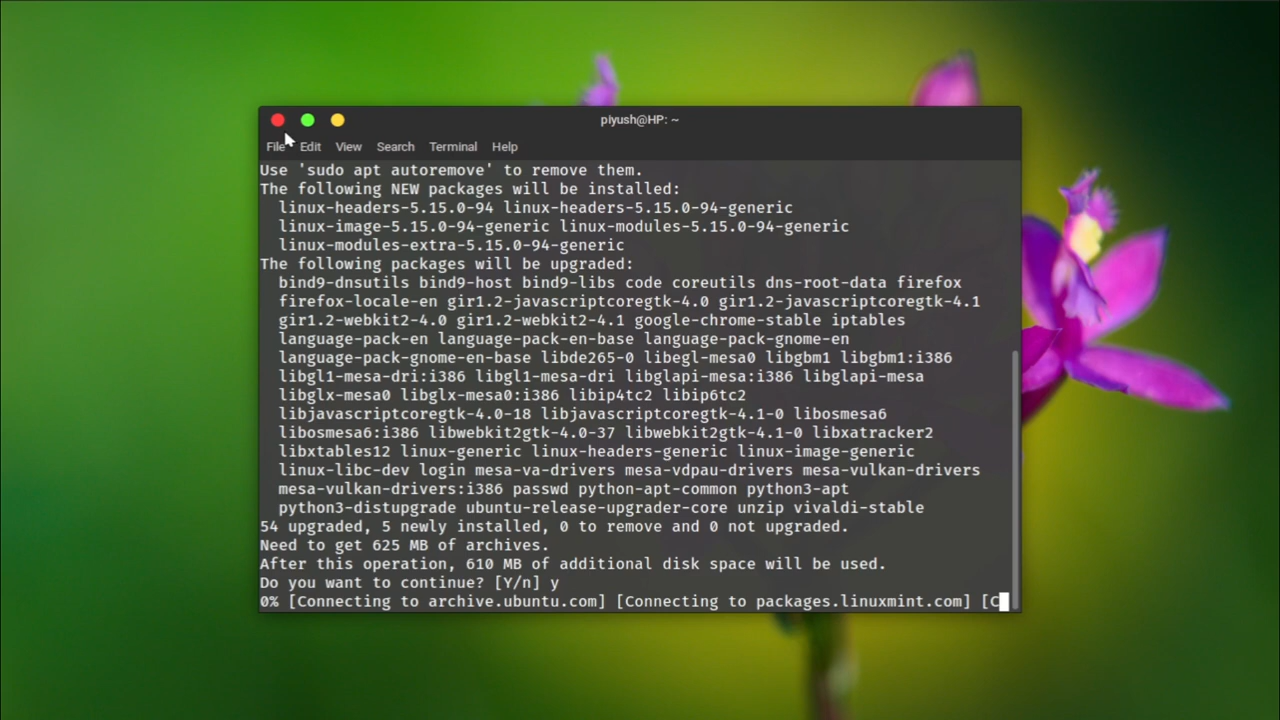 piyush@HP: ~
File Edit View Search Terminal Help
Use 'sudo apt autoremove' to remove them.
The following NEW packages will be installed:
linux-headers-5.15.0-94 linux-headers-5.15.0-94-generic
linux-image-5.15.0-94-generic linux-modules-5.15.0-94-generic
linux-modules-extra-5.15.0-94-generic
The following packages will be upgraded:
bind9-dnsutils bind9-host bind9-libs code coreutils dns-root-data firefox
firefox-locale-en gir1.2-javascriptcoregtk-4.0 gir1.2-javascriptcoregtk-4.1
gir1.2-webkit2-4.0 gir1.2-webkit2-4.1 google-chrome-stable iptables
language-pack-en language-pack-en-base language-pack-gnome-en
language-pack-gnome-en-base libde265-0 libegl-mesa0 libgbm1 libgbm1:i386
libgl1-mesa-dri:i386 libgl1-mesa-dri libglapi-mesa:i386 libglapi-mesa
libglx-mesa0 libglx-mesa0:i386 libip4tc2 libip6tc2
libjavascriptcoregtk-4.0-18 libjavascriptcoregtk-4.1-0 libosmesa6
libosmesa6:i386 libwebkit2gtk-4.0-37 libwebkit2gtk-4.1-0 libxatracker2
libxtables12 linux-generic linux-headers-generic linux-image-generic
linux-libc-dev login mesa-va-drivers mesa-vdpau-drivers mesa-vulkan-drivers
mesa-vulkan-drivers:i386 passwd python-apt-common python3-apt
python3-distupgrade ubuntu-release-upgrader-core unzip vivaldi-stable
54 upgraded, 5 newly installed, 0 to remove and 0 not upgraded.
Need to get 625 MB of archives.
After this operation, 610 MB of additional disk space will be used.
Do you want to continue? [Y/n] y
0% [Connecting to archive.ubuntu.com] [Connecting to packages.linuxmint.com] [C